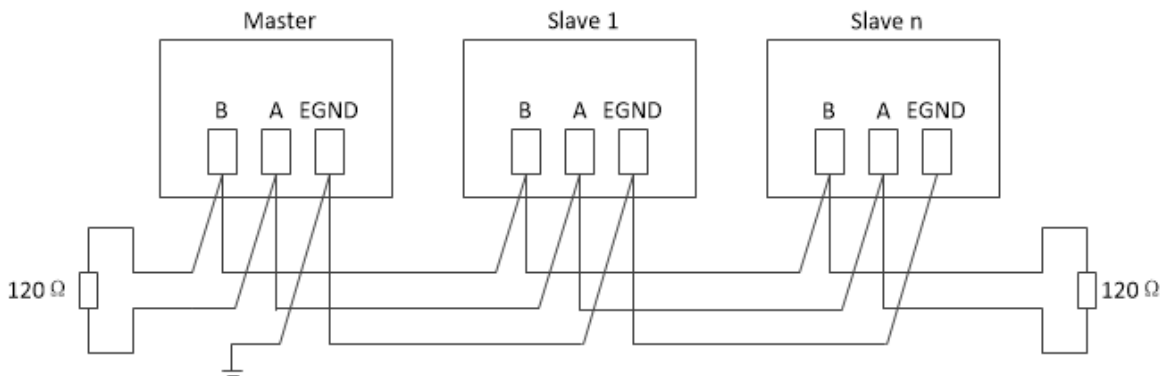 Master Slave 1 Slave n
B A EGND B A EGND B A EGND
120 Ω 120 Ω